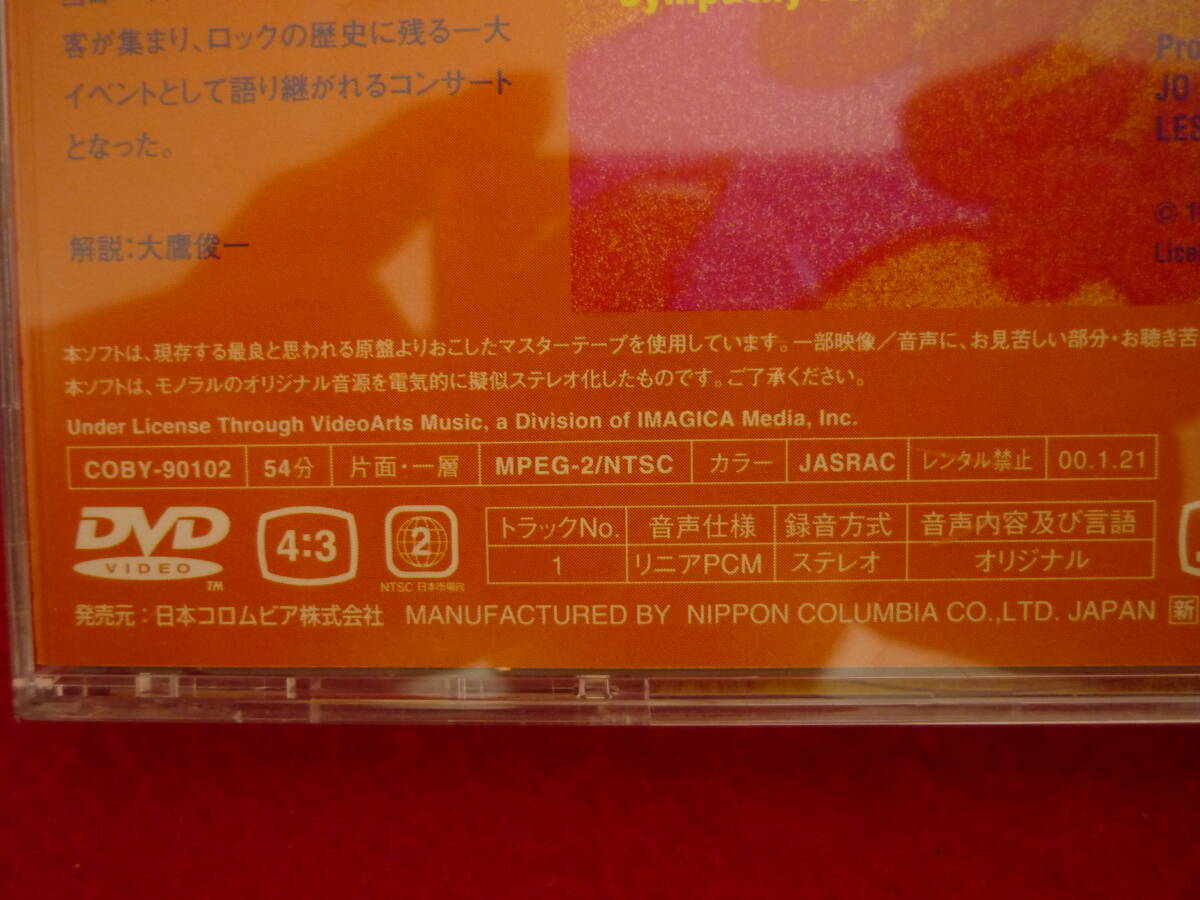 Sympathy
客が集まり、ロックの歴史に残る一大
イベントとして語り継がれるコンサート
となった。
解説:大鷹俊一
Pro
JO
LES
© 1
Lice
本ソフトは、現存する最良と思われる原盤よりおこしたマスターテープを使用しています。一部映像／音声に、お見苦しい部分・お聴き苦
本ソフトは、モノラルのオリジナル音源を電気的に擬似ステレオ化したものです。ご了承ください。
Under License Through VideoArts Music, a Division of IMAGICA Media, Inc.
COBY-90102 54分 片面・一層 MPEG-2/NTSC カラー JASRAC レンタル禁止 00.1.21
DVD VIDEO TM 4:3 2 NTSC 日本市場向
トラックNo. 音声仕様 録音方式 音声内容及び言語
1 リニアPCM ステレオ オリジナル
発売元:日本コロムビア株式会社 MANUFACTURED BY NIPPON COLUMBIA CO.,LTD. JAPAN 新